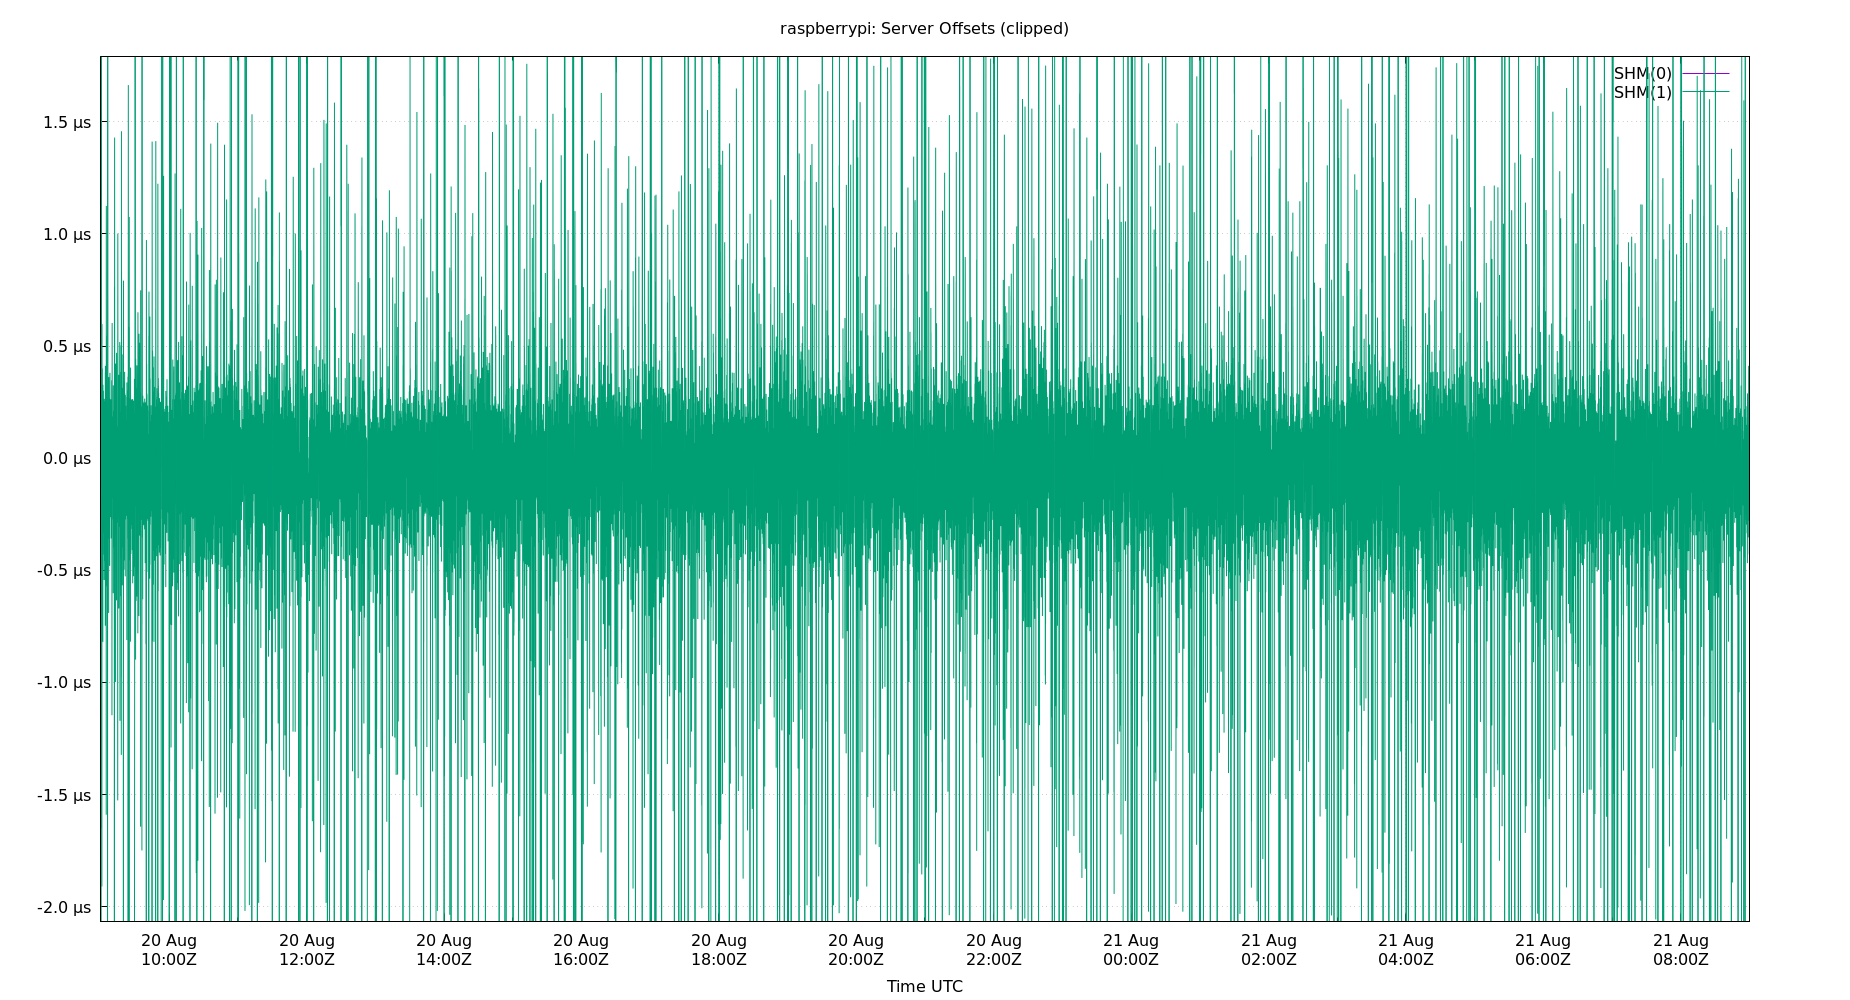 raspberrypi: Server Offsets (clipped)
SHM(0)
SHM(1)
1.5 µs
1.0 µs
0.5 µs
0.0 µs
-0.5 µs
-1.0 µs
-1.5 µs
-2.0 µs
20 Aug 20 Aug 20 Aug 20 Aug 20 Aug 20 Aug 20 Aug 21 Aug 21 Aug 21 Aug 21 Aug 21 Aug
10:00Z 12:00Z 14:00Z 16:00Z 18:00Z 20:00Z 22:00Z 00:00Z 02:00Z 04:00Z 06:00Z 08:00Z
Time UTC